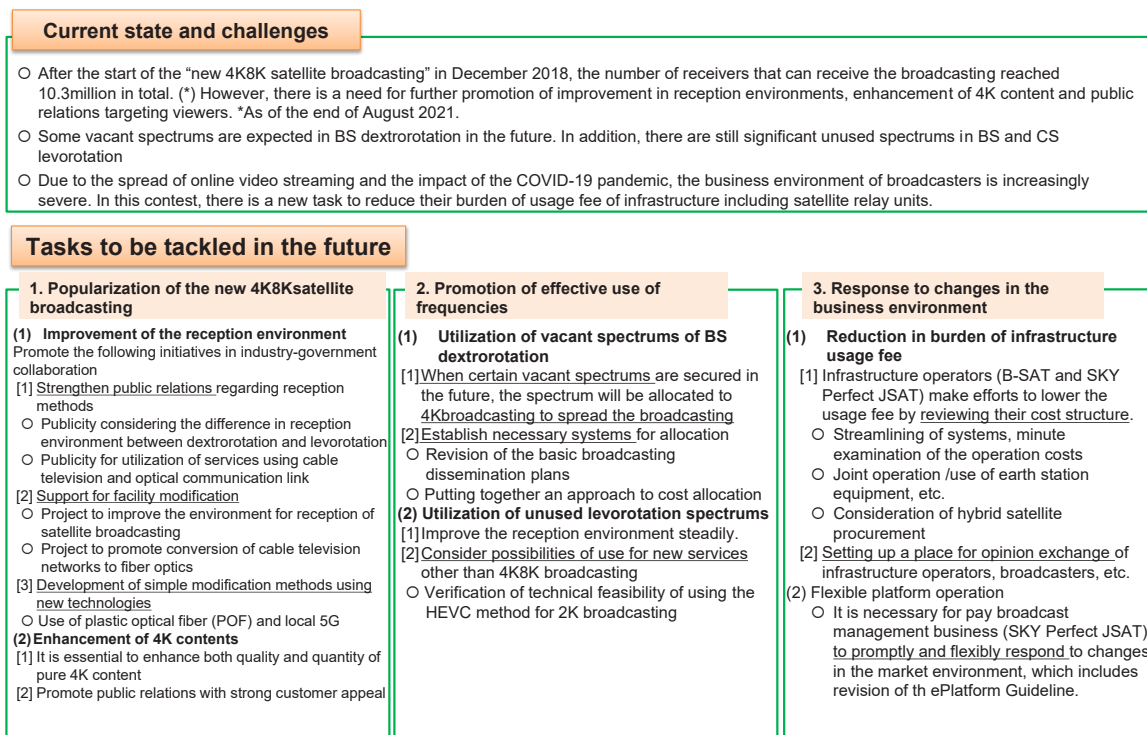 Current state and challenges
○ After the start of the “new 4K8K satellite broadcasting” in December 2018, the number of receivers that can receive the broadcasting reached
10.3million in total. (*) However, there is a need for further promotion of improvement in reception environments, enhancement of 4K content and public
relations targeting viewers. *As of the end of August 2021.
○ Some vacant spectrums are expected in BS dextrorotation in the future. In addition, there are still significant unused spectrums in BS and CS
levorotation
○ Due to the spread of online video streaming and the impact of the COVID-19 pandemic, the business environment of broadcasters is increasingly
severe. In this contest, there is a new task to reduce their burden of usage fee of infrastructure including satellite relay units.
Tasks to be tackled in the future
1. Popularization of the new 4K8Ksatellite
broadcasting
(1) Improvement of the reception environment
Promote the following initiatives in industry-government
collaboration
[1] Strengthen public relations regarding reception
methods
○ Publicity considering the difference in reception
environment between dextrorotation and levorotation
○ Publicity for utilization of services using cable
television and optical communication link
[2] Support for facility modification
○ Project to improve the environment for reception of
satellite broadcasting
○ Project to promote conversion of cable television
networks to fiber optics
[3] Development of simple modification methods using
new technologies
○ Use of plastic optical fiber (POF) and local 5G
(2) Enhancement of 4K contents
[1] It is essential to enhance both quality and quantity of
pure 4K content
[2] Promote public relations with strong customer appeal
2. Promotion of effective use of
frequencies
(1) Utilization of vacant spectrums of BS
dextrorotation
[1] When certain vacant spectrums are secured in
the future, the spectrum will be allocated to
4Kbroadcasting to spread the broadcasting
[2] Establish necessary systems for allocation
○ Revision of the basic broadcasting
dissemination plans
○ Putting together an approach to cost allocation
(2) Utilization of unused levorotation spectrums
[1] Improve the reception environment steadily.
[2] Consider possibilities of use for new services
other than 4K8K broadcasting
○ Verification of technical feasibility of using the
HEVC method for 2K broadcasting
3. Response to changes in the
business environment
(1) Reduction in burden of infrastructure
usage fee
[1] Infrastructure operators (B-SAT and SKY
Perfect JSAT) make efforts to lower the
usage fee by reviewing their cost structure.
○ Streamlining of systems, minute
examination of the operation costs
○ Joint operation /use of earth station
equipment, etc.
○ Consideration of hybrid satellite
procurement
[2] Setting up a place for opinion exchange of
infrastructure operators, broadcasters, etc.
(2) Flexible platform operation
○ It is necessary for pay broadcast
management business (SKY Perfect JSAT)
to promptly and flexibly respond to changes
in the market environment, which includes
revision of th ePlatform Guideline.